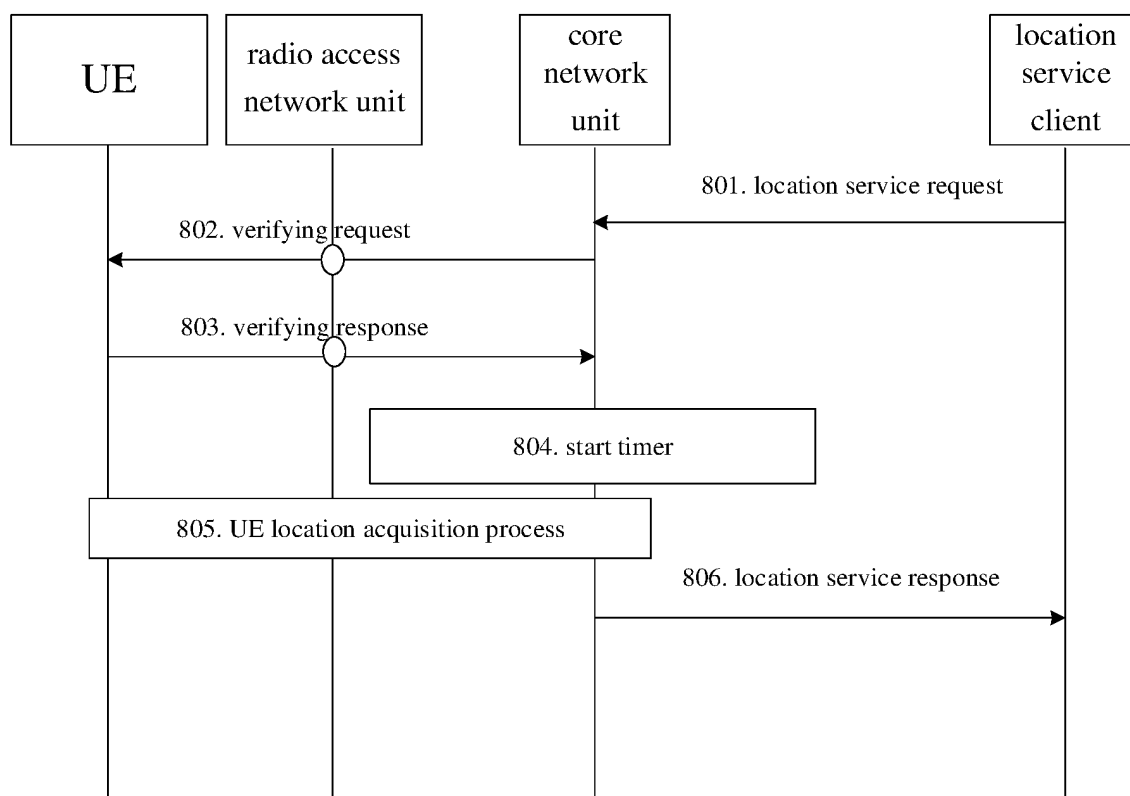 UE
radio access
network unit
core
network
unit
location
service
client
801. location service request
802. verifying request
803. verifying response
804. start timer
805. UE location acquisition process
806. location service response